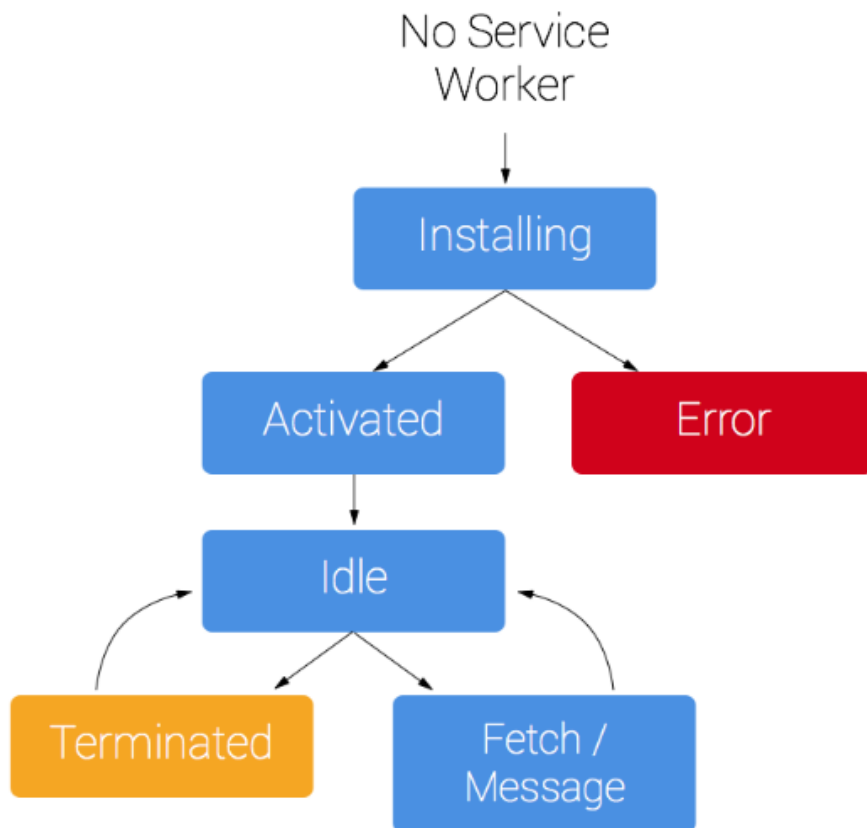 No Service
Worker
Installing
Activated
Error
Idle
Terminated
Fetch /
Message